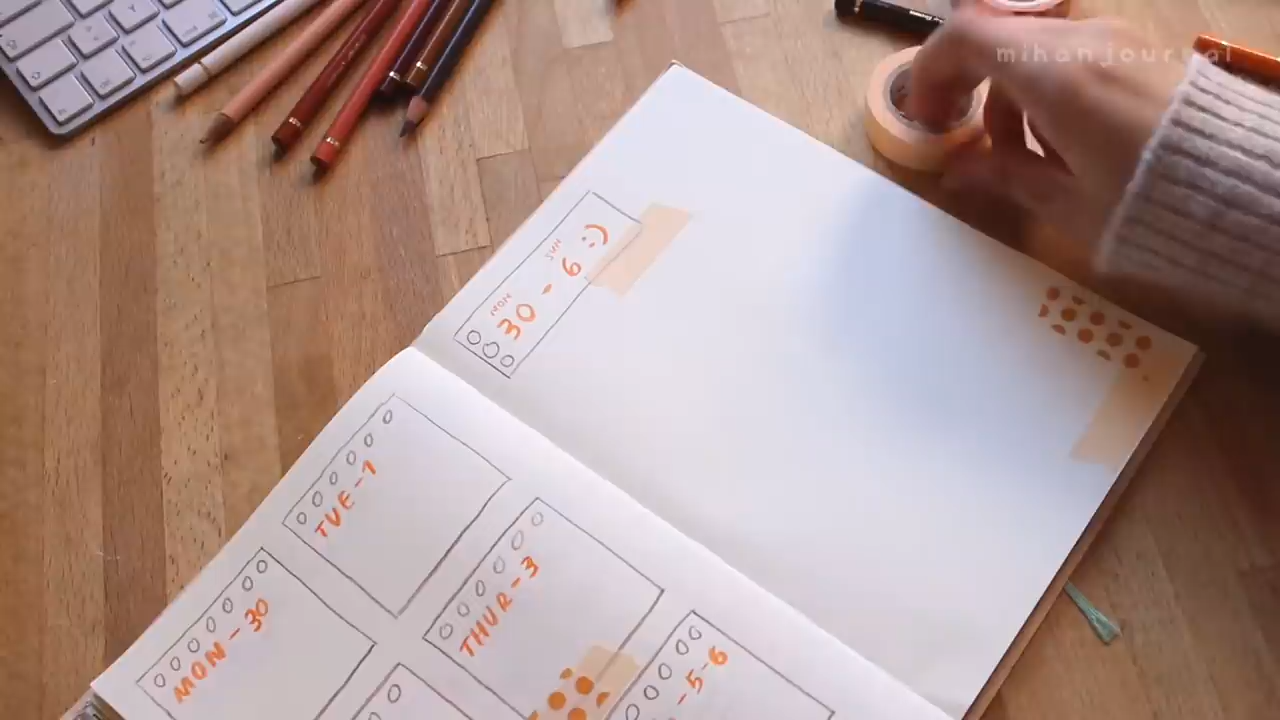 mihanjournal
MON
SUN
30 - 6 :)
TUE-1
MON-30
THUR-3
-5-6